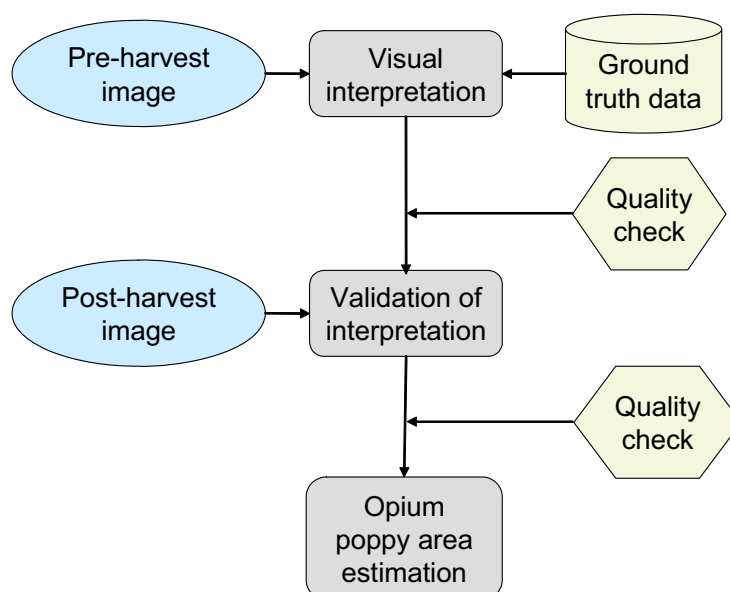 Pre-harvest
image
Visual
interpretation
Ground
truth data
Quality
check
Post-harvest
image
Validation of
interpretation
Quality
check
Opium
poppy area
estimation